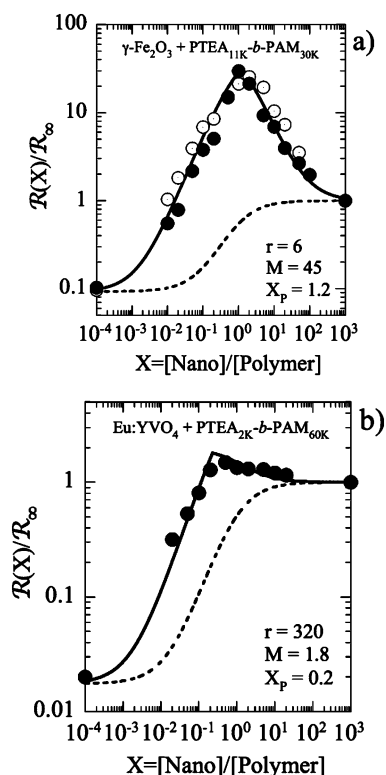 a)
γ-Fe₂O₃ + PTEA₁₁ₖ-b-PAM₃₀ₖ
100
10
1
0.1
ℛ(X)/ℛ∞
r = 6
M = 45
X_P = 1.2
10⁻⁴ 10⁻³ 10⁻² 10⁻¹ 10⁰ 10¹ 10² 10³
X=[Nano]/[Polymer]
b)
Eu:YVO₄ + PTEA₂ₖ-b-PAM₆₀ₖ
1
0.1
0.01
ℛ(X)/ℛ∞
r = 320
M = 1.8
X_P = 0.2
10⁻⁴ 10⁻³ 10⁻² 10⁻¹ 10⁰ 10¹ 10² 10³
X=[Nano]/[Polymer]